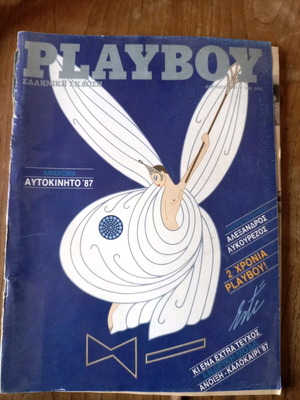 PLAYBOY
ΕΛΛΗΝΙΚΗ ΕΚΔΟΣΗ
ΑΦΙΕΡΩΜΑ
ΑΥΤΟΚΙΝΗΤΟ '87
ΑΛΕΞΑΝΔΡΟΣ
ΛΥΚΟΥΡΕΖΟΣ
2 ΧΡΟΝΙΑ
PLAYBOY!
Erté
ΚΙ ΕΝΑ EXTRA ΤΕΥΧΟΣ
ΑΝΟΙΞΗ - ΚΑΛΟΚΑΙΡΙ '87